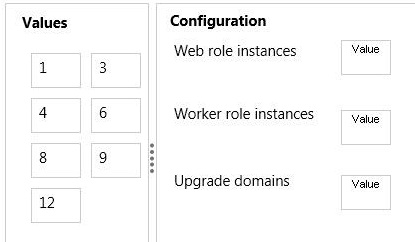 Values
1 3
4 6
8 9
12
Configuration
Web role instances Value
Worker role instances Value
Upgrade domains Value